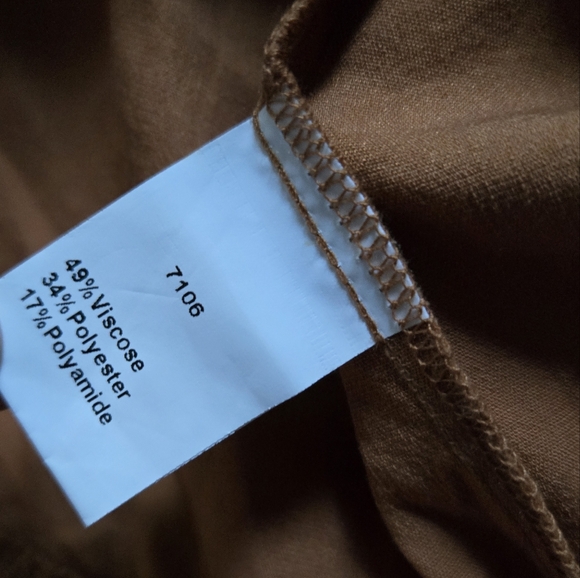 7106
49% Viscose
34% Polyester
17% Polyamide